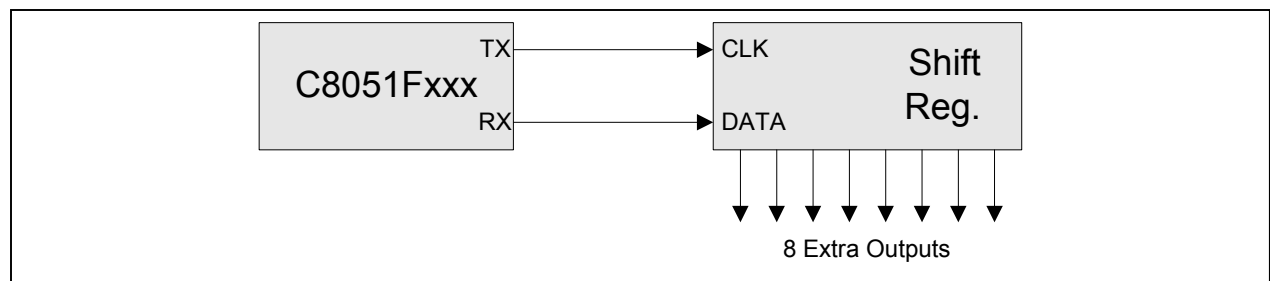 TX
C8051Fxxx
RX
CLK
DATA
Shift
Reg.
8 Extra Outputs